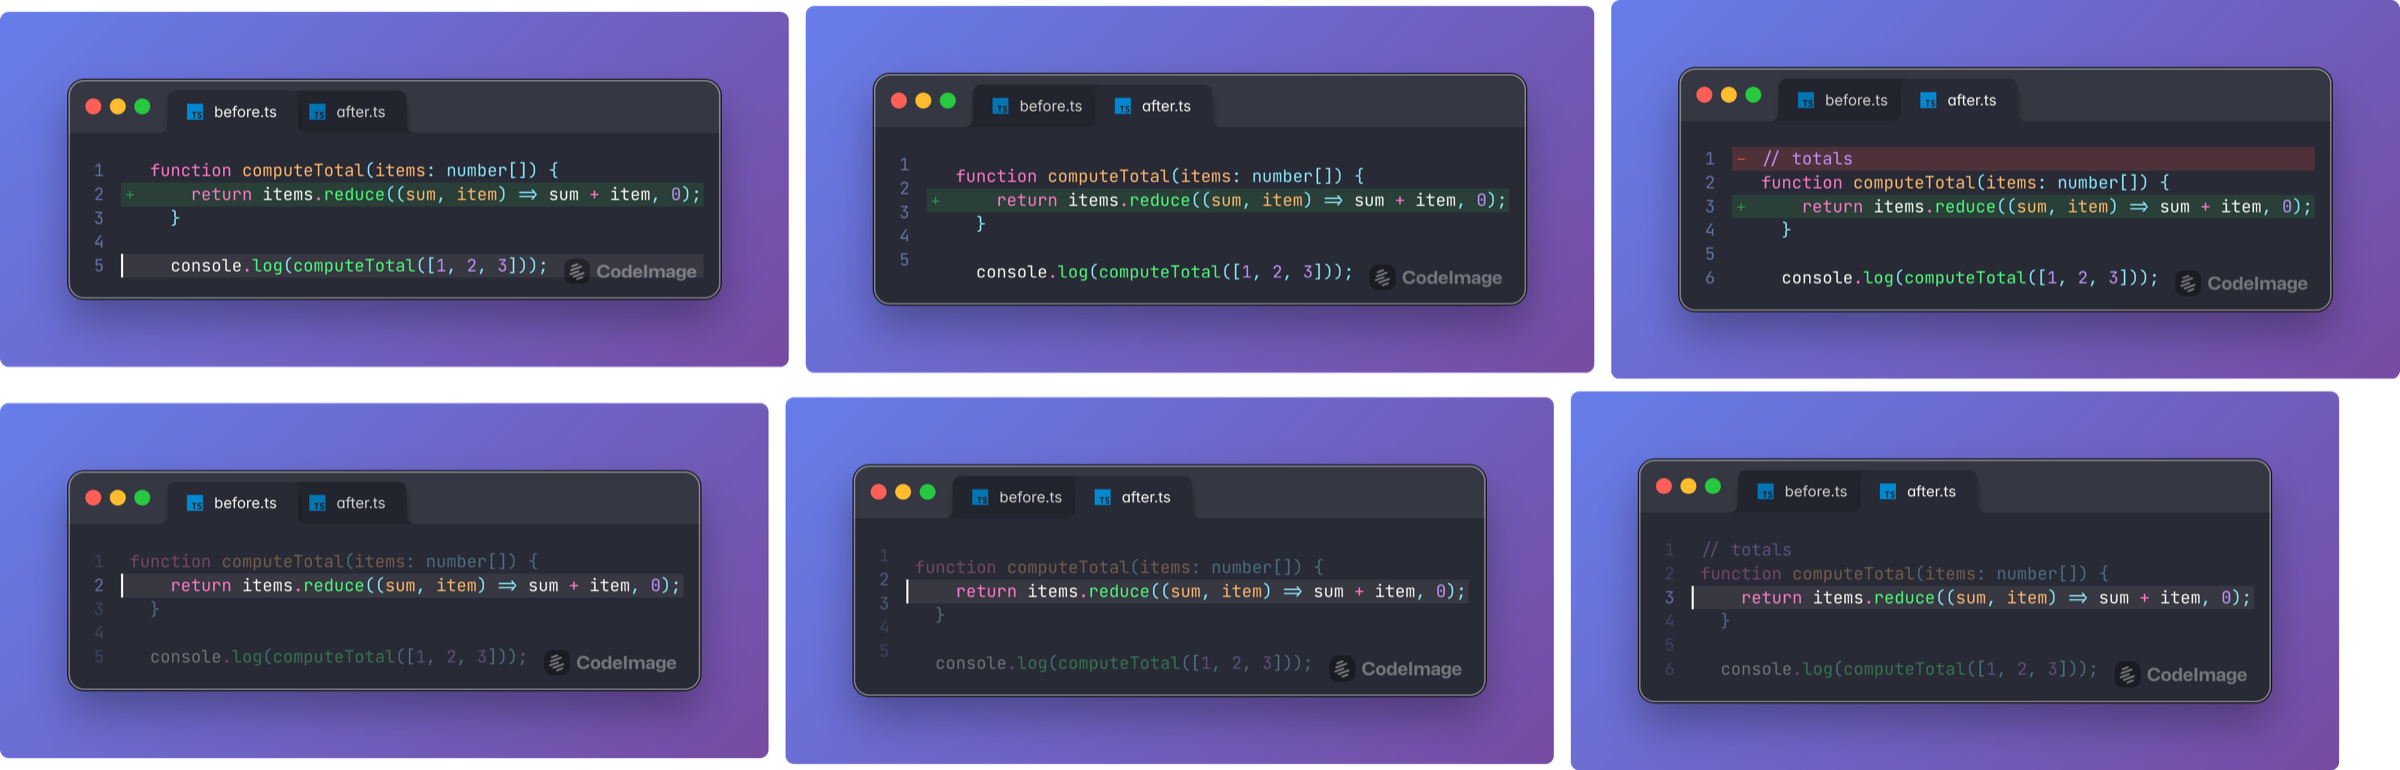 before.ts after.ts
1 function computeTotal(items: number[]) {
2 + return items.reduce((sum, item) => sum + item, 0);
3 }
4
5 console.log(computeTotal([1, 2, 3]));
CodeImage
before.ts after.ts
1 function computeTotal(items: number[]) {
2 + return items.reduce((sum, item) => sum + item, 0);
3 }
4
5 console.log(computeTotal([1, 2, 3]));
CodeImage
before.ts after.ts
1 - // totals
2 function computeTotal(items: number[]) {
3 + return items.reduce((sum, item) => sum + item, 0);
4 }
5
6 console.log(computeTotal([1, 2, 3]));
CodeImage
before.ts after.ts
1 function computeTotal(items: number[]) {
2 return items.reduce((sum, item) => sum + item, 0);
3 }
4
5 console.log(computeTotal([1, 2, 3]));
CodeImage
before.ts after.ts
1 function computeTotal(items: number[]) {
2 return items.reduce((sum, item) => sum + item, 0);
3 }
4
5 console.log(computeTotal([1, 2, 3]));
CodeImage
before.ts after.ts
1 // totals
2 function computeTotal(items: number[]) {
3 return items.reduce((sum, item) => sum + item, 0);
4 }
5
6 console.log(computeTotal([1, 2, 3]));
CodeImage